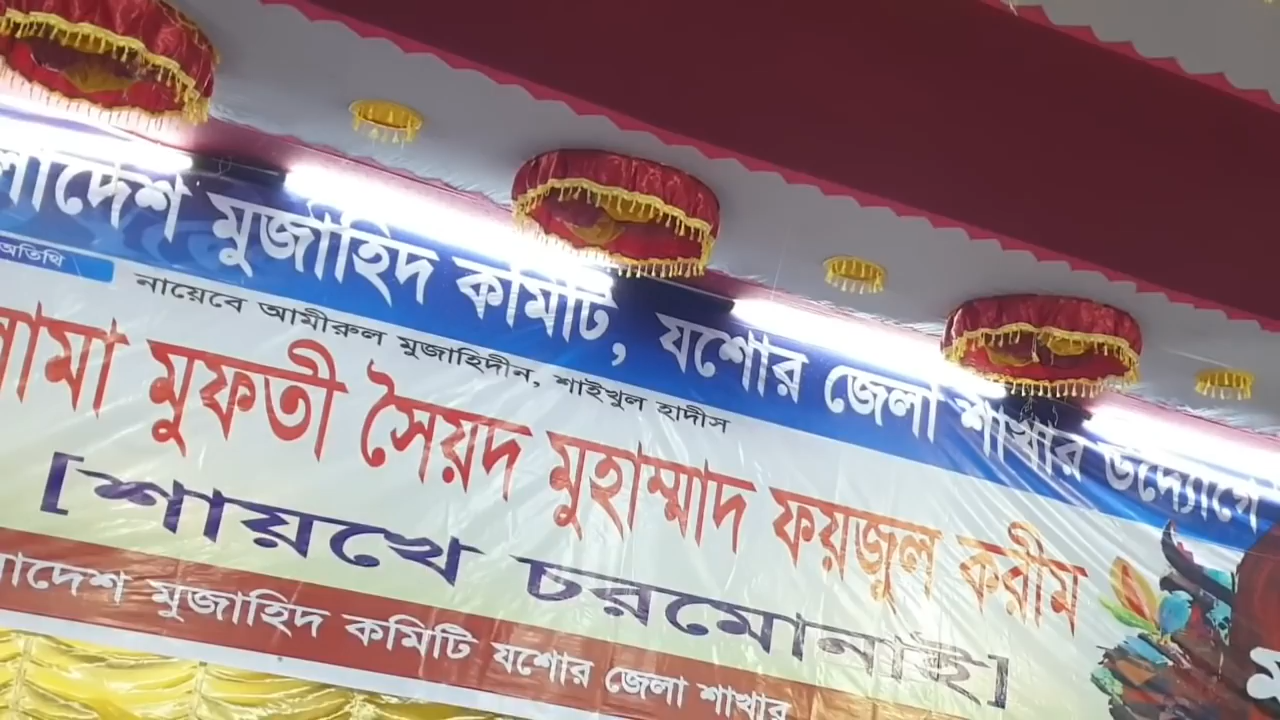 লাদেশ মুজাহিদ কমিটি, যশোর জেলা শাখার উদ্যোগে
অতিথি
নায়েবে আমীরুল মুজাহিদীন, শাইখুল হাদীস
লামা মুফতী সৈয়দ মুহাম্মাদ ফয়জুল করীম
[শায়খে চরমোনাই]
লাদেশ মুজাহিদ কমিটি যশোর জেলা শাখার